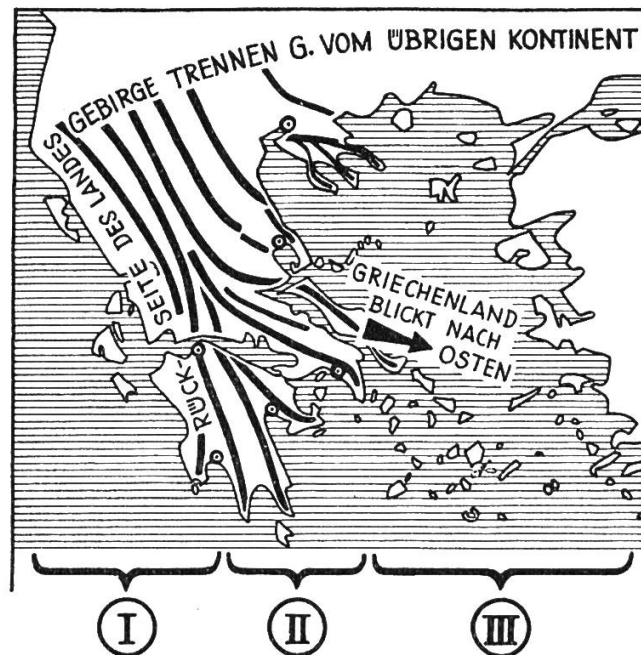 GEBIRGE TRENNEN G. VOM ÜBRIGEN KONTINENT
RÜCK-SEITE DES LANDES
GRIECHENLAND
BLICKT NACH
OSTEN
I
II
III